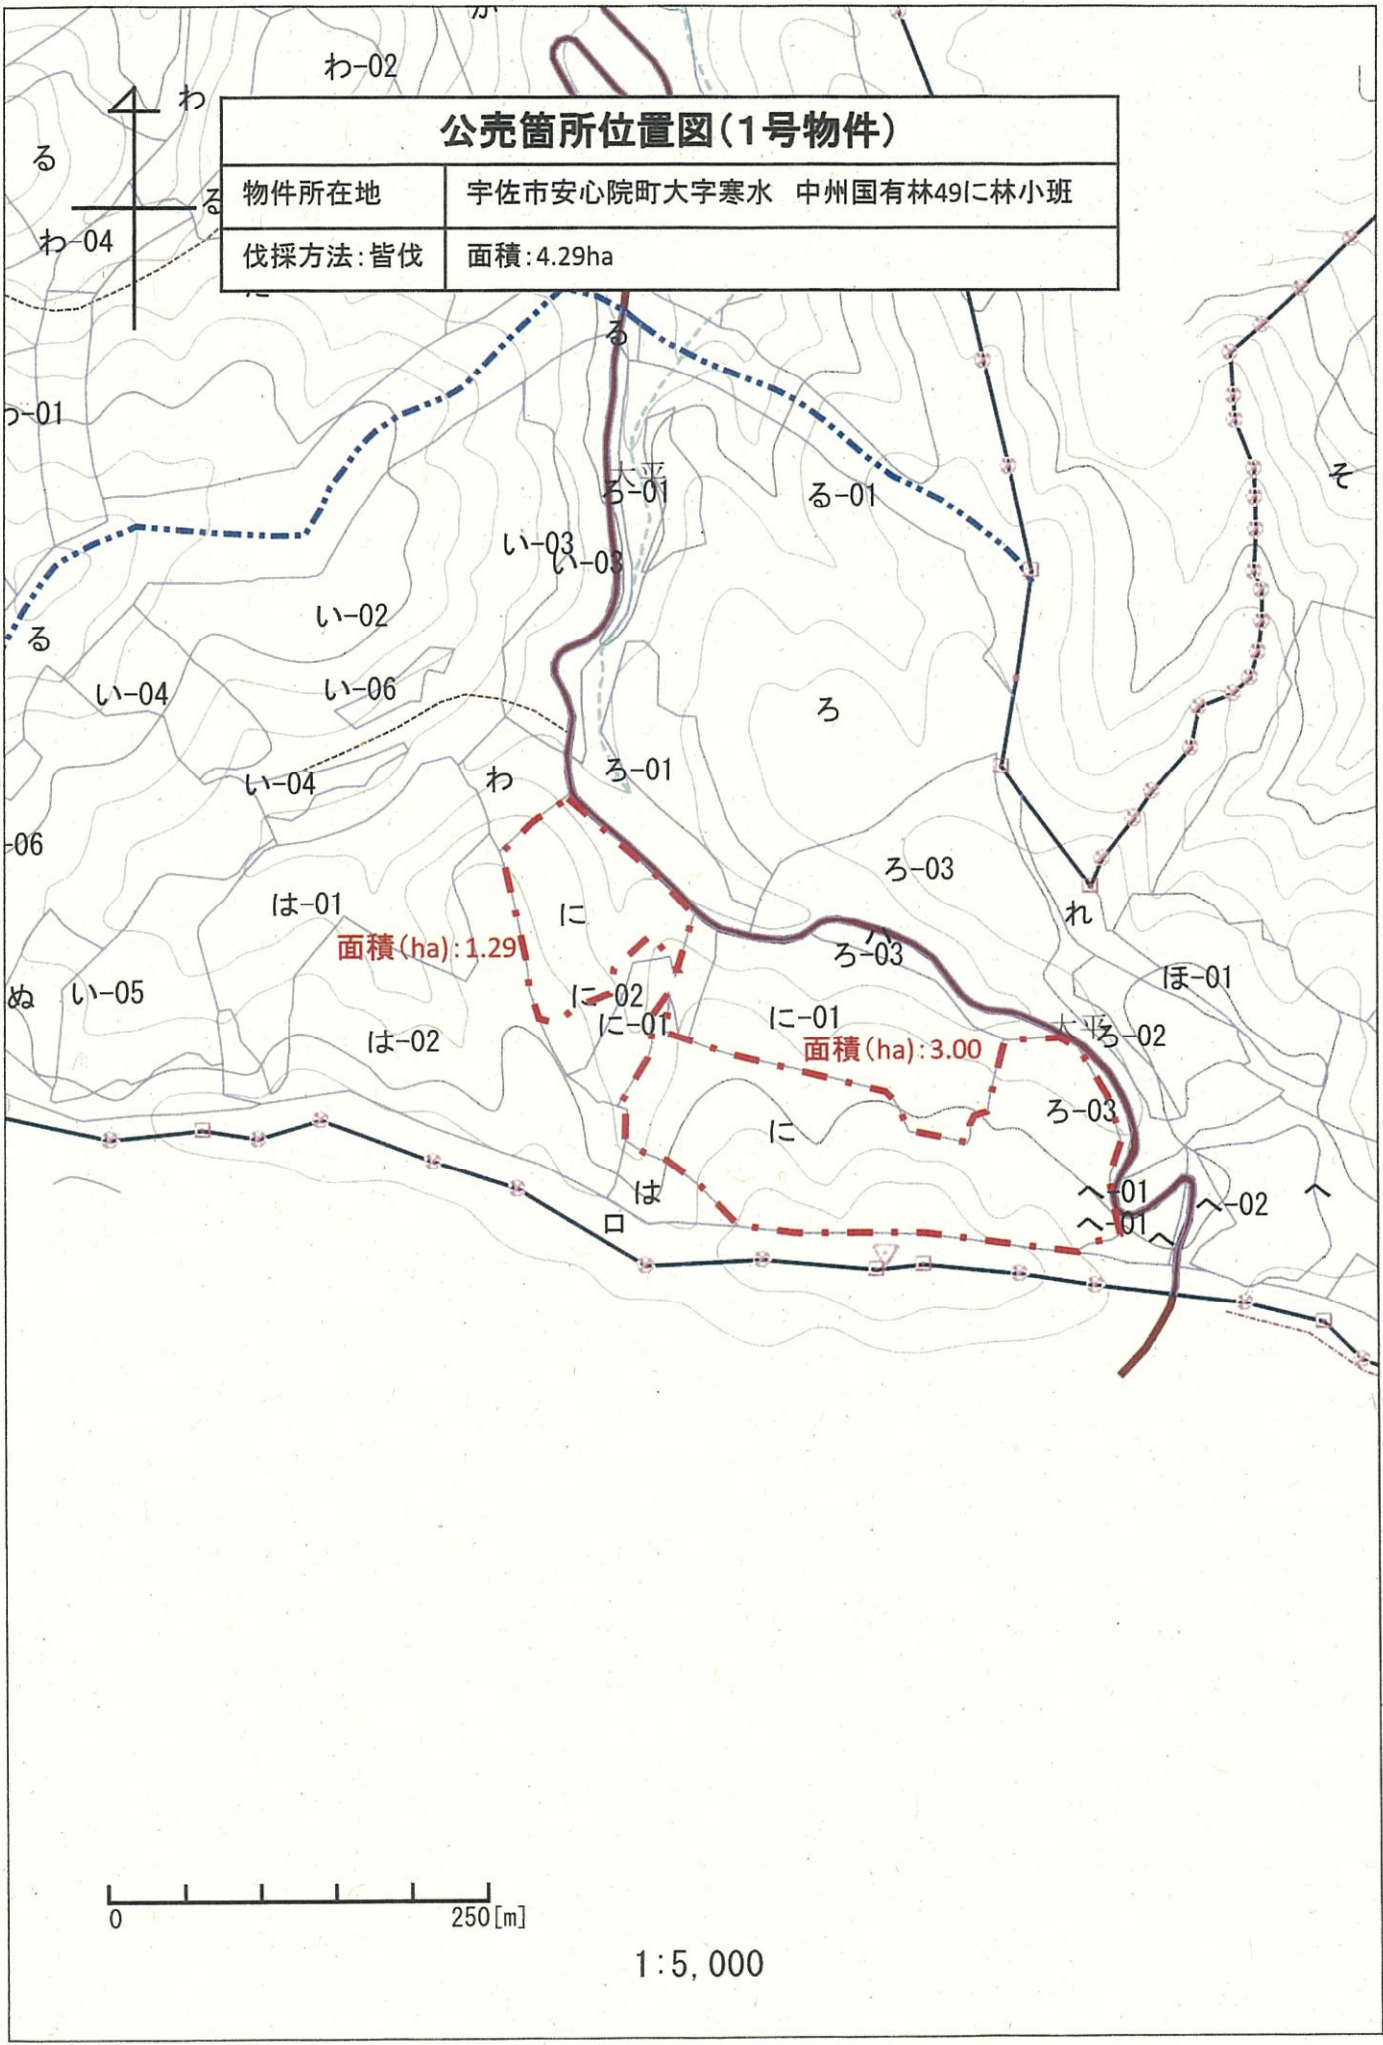 わ-02
わ
公売箇所位置図(1号物件)
る
物件所在地 宇佐市安心院町大字寒水 中州国有林49に林小班
る
わ-04
伐採方法:皆伐 面積:4.29ha
る
-01
大平
ろ-01
る-01
そ
い-03
い-03
い-02
る
い-04
い-06
ろ
わ
ろ-01
い-04
-06
ろ-03
は-01
に
れ
面積(ha):1.29
ハ
ろ-03
ほ-01
ぬ
い-05
に-02
に-01
に-01
大平
ろ-02
は-02
面積(ha):3.00
ろ-03
に
は
へ-01
へ
へ-02
ロ
へ-01
へ
0
250[m]
1:5,000